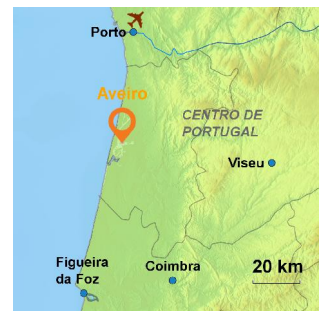 Porto
Aveiro
CENTRO DE
PORTUGAL
Viseu
Figueira
da Foz
Coimbra
20 km